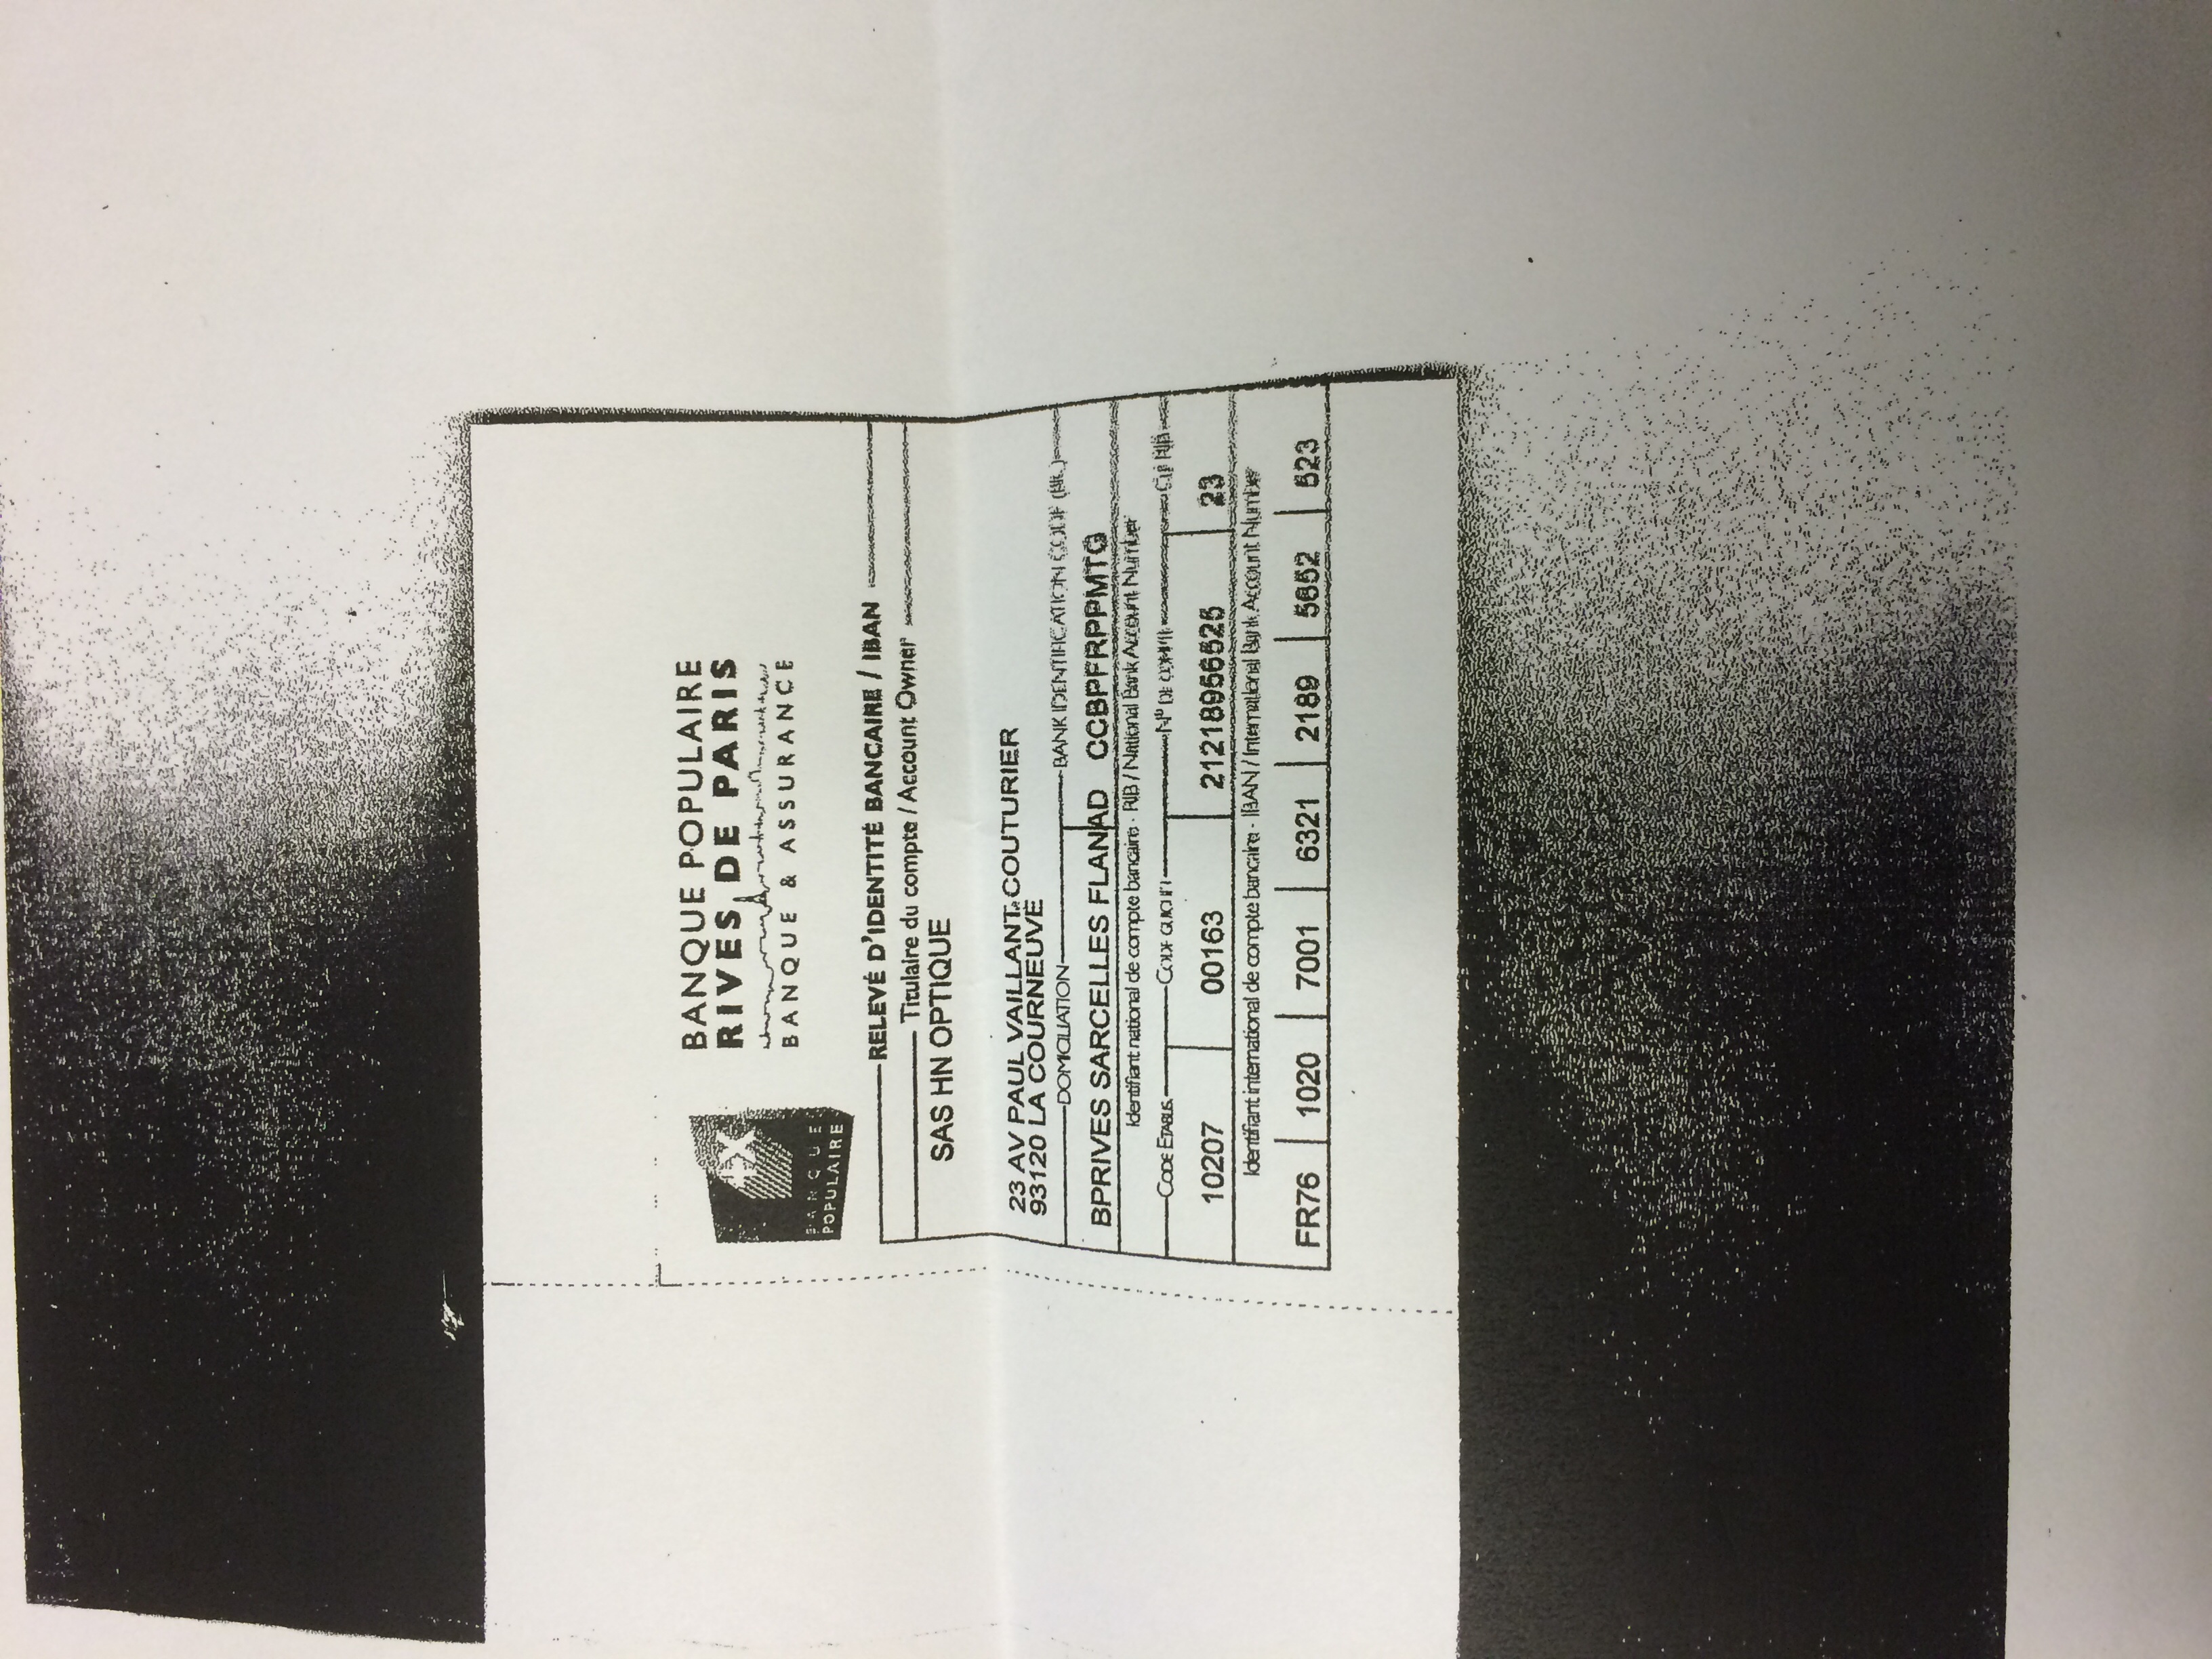 BANQUE POPULAIRE
RIVES DE PARIS
BANQUE & ASSURANCE
BANQUE
POPULAIRE
RELEVÉ D'IDENTITÉ BANCAIRE / IBAN
Titulaire du compte / Account Owner
SAS HN OPTIQUE
23 AV PAUL VAILLANT COUTURIER
93120 LA COURNEUVE
DOMICILIATION BANK IDENTIFICATION CODE (BIC)
BPRIVES SARCELLES FLANAD CCBPFRPPMTG
Identifiant national de compte bancaire - RIB / National Bank Account Number
CODE ETABLIS. CODE GUICHET N° DE COMPTE Clé RIB
10207 00163 21218956525 23
Identifiant international de compte bancaire - IBAN / International Bank Account Number
FR76 1020 7001 6321 2189 5652 523